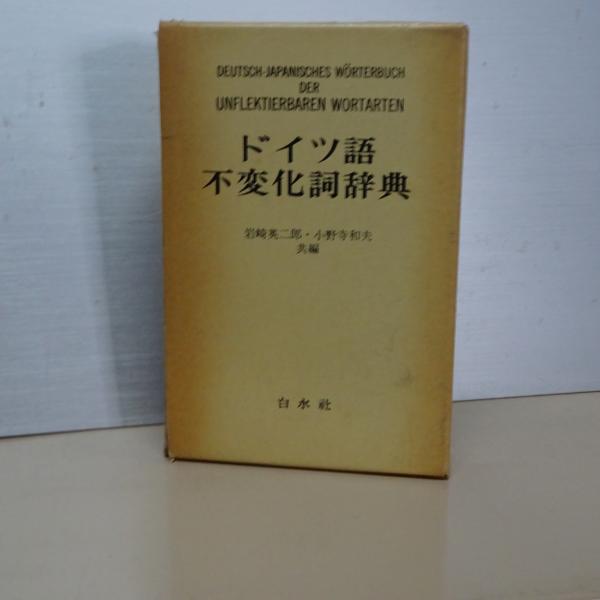 DEUTSCH-JAPANISCHES WÖRTERBUCH
DER
UNFLEKTIERBAREN WORTARTEN
ドイツ語
不変化詞辞典
岩崎英二郎・小野寺和夫
共編
白水社